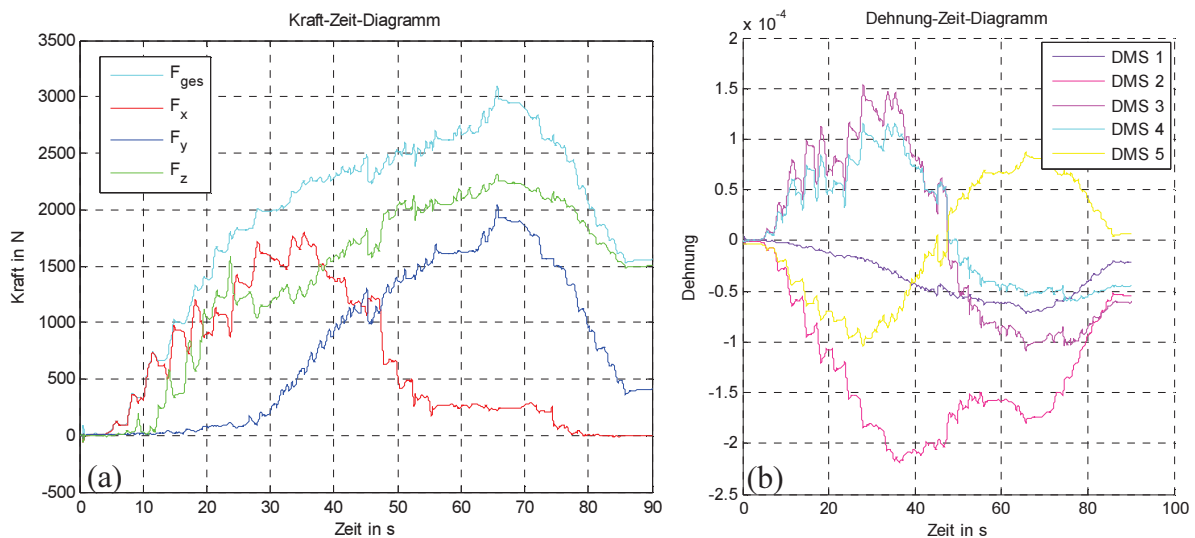 Kraft-Zeit-Diagramm
3500
3000
2500
2000
1500
1000
500
0
-500
Kraft in N
F_ges
F_x
F_y
F_z
(a)
0 10 20 30 40 50 60 70 80 90
Zeit in s
x 10^-4
Dehnung-Zeit-Diagramm
2
1.5
1
0.5
0
-0.5
-1
-1.5
-2
-2.5
Dehnung
DMS 1
DMS 2
DMS 3
DMS 4
DMS 5
(b)
0 20 40 60 80 100
Zeit in s